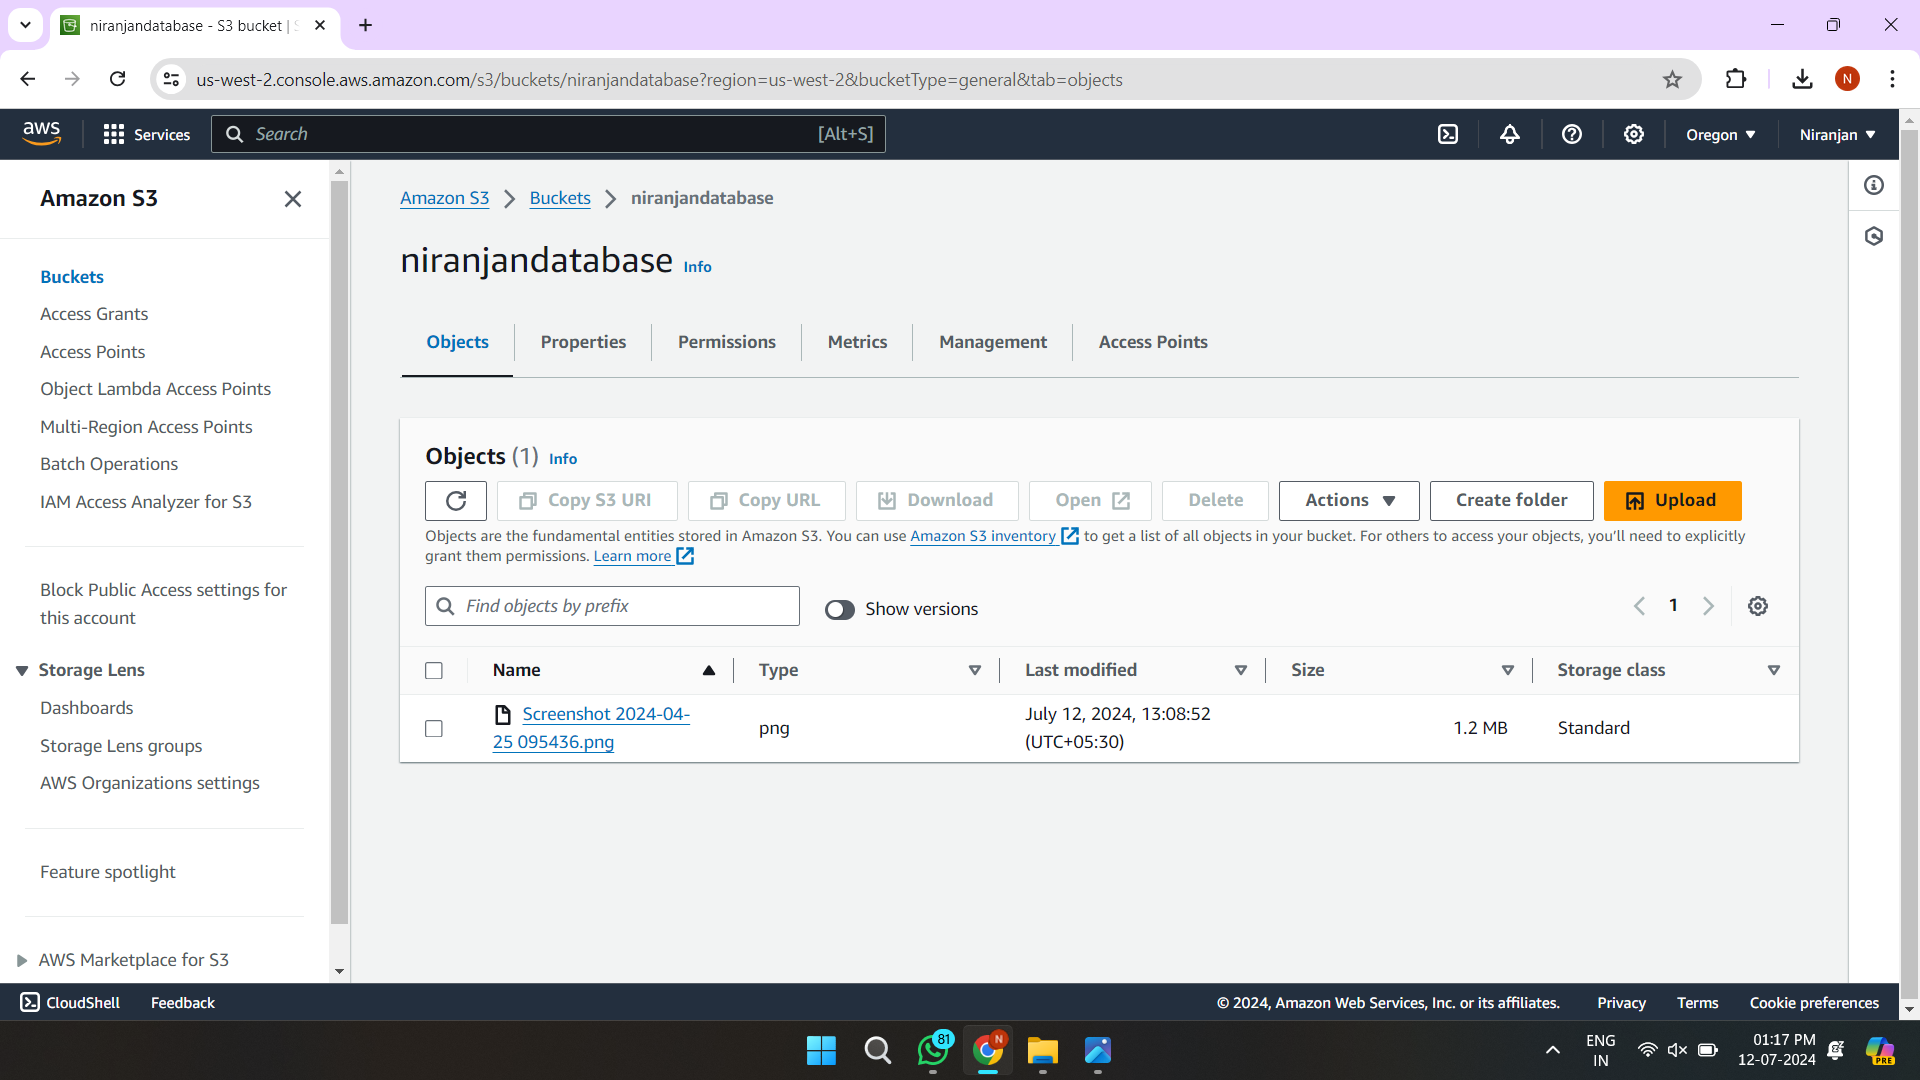 niranjandatabase - S3 bucket |
us-west-2.console.aws.amazon.com/s3/buckets/niranjandatabase?region=us-west-2&bucketType=general&tab=objects
N
aws
Services
Search
[Alt+S]
Oregon
Niranjan
Amazon S3
Buckets
Access Grants
Access Points
Object Lambda Access Points
Multi-Region Access Points
Batch Operations
IAM Access Analyzer for S3
Block Public Access settings for
this account
Storage Lens
Dashboards
Storage Lens groups
AWS Organizations settings
Feature spotlight
AWS Marketplace for S3
Amazon S3 > Buckets > niranjandatabase
niranjandatabase Info
Objects Properties Permissions Metrics Management Access Points
Objects (1) Info
Copy S3 URI Copy URL Download Open Delete Actions Create folder Upload
Objects are the fundamental entities stored in Amazon S3. You can use Amazon S3 inventory to get a list of all objects in your bucket. For others to access your objects, you'll need to explicitly
grant them permissions. Learn more
Find objects by prefix
Show versions
1
Name Type Last modified Size Storage class
Screenshot 2024-04-
25 095436.png
png
July 12, 2024, 13:08:52
(UTC+05:30)
1.2 MB
Standard
CloudShell Feedback
© 2024, Amazon Web Services, Inc. or its affiliates. Privacy Terms Cookie preferences
81
N
ENG
IN
01:17 PM
12-07-2024
PRE